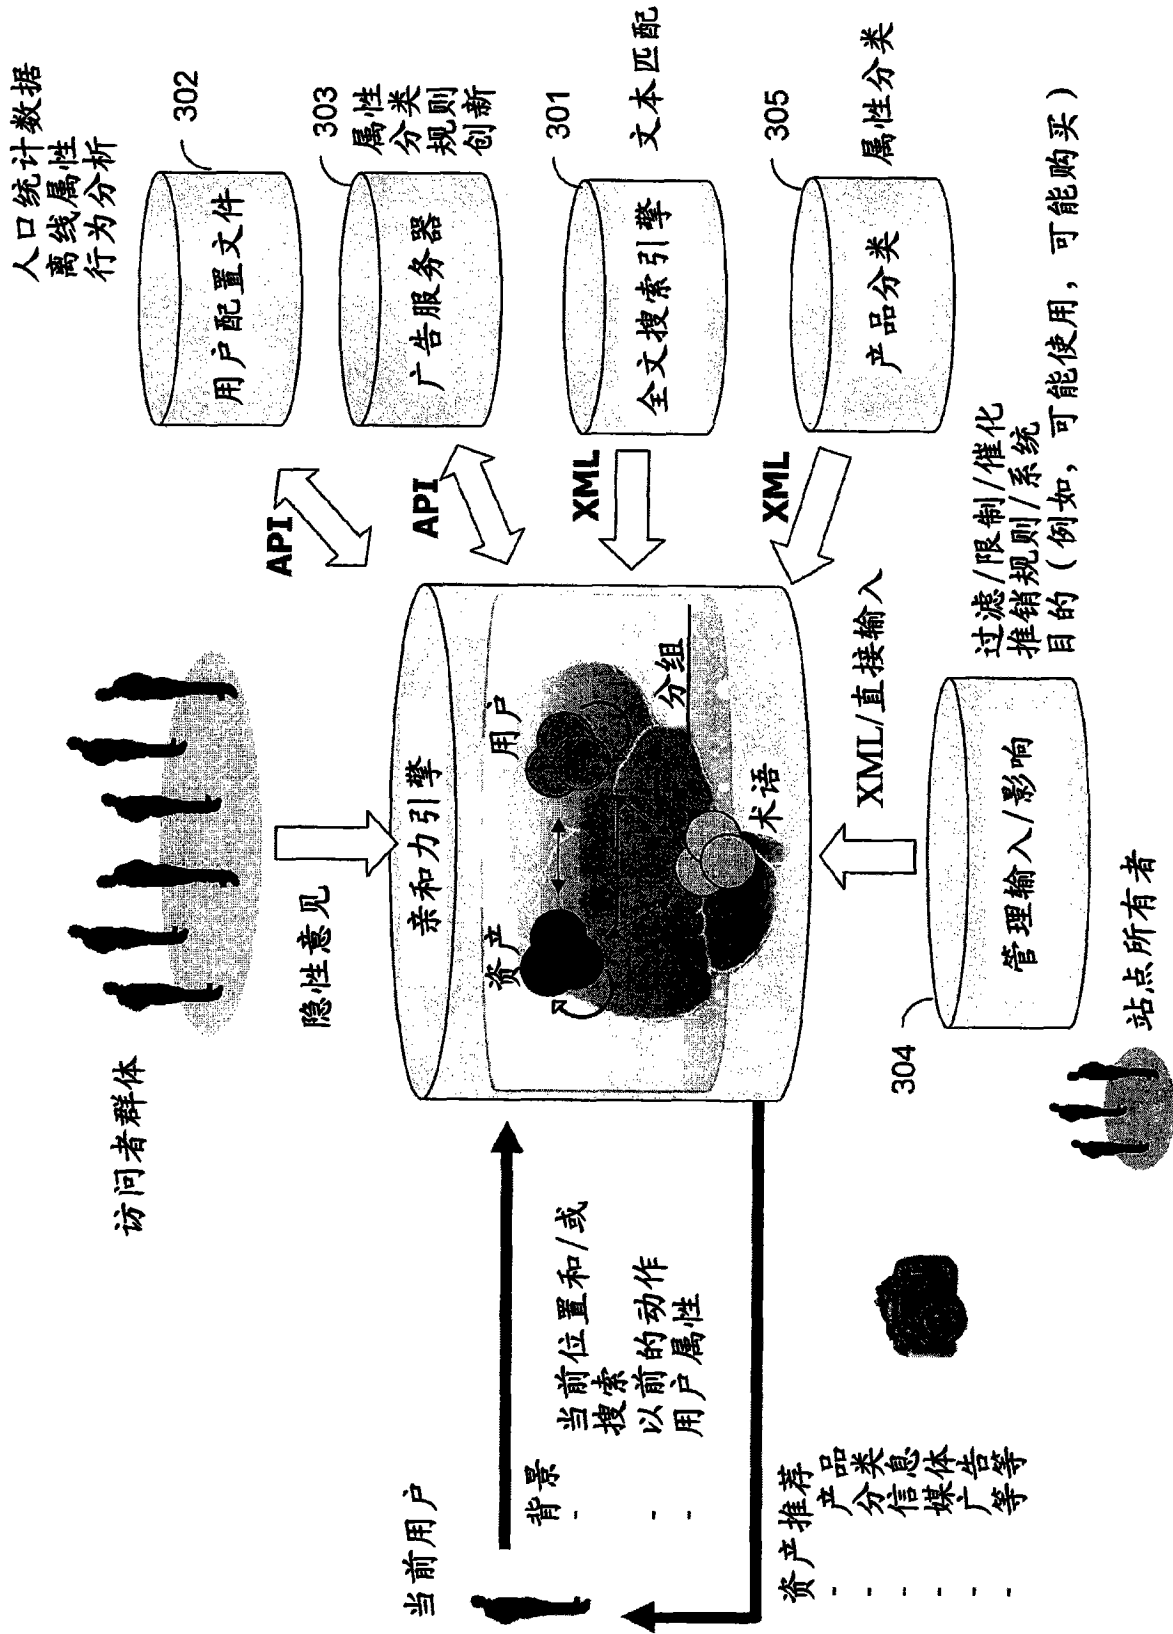 访问者群体
隐性意见
人口统计数据
离线属性
行为分析
302
用户配置文件
API
303
属性
分类
规则
创新
广告服务器
API
301
文本匹配
全文搜索引擎
XML
305
属性分类
产品分类
XML
亲和力引擎
资产
用户
分组
术语
当前用户
背景
- 当前位置和/或
搜索
- 以前的动作
- 用户属性
资产推荐
- 产品
- 分类
- 信息
- 媒体
- 广告
- 等等
XML/直接输入
304
管理输入/影响
站点所有者
过滤/限制/催化
推销规则/系统
目的（例如，可能使用，可能购买）